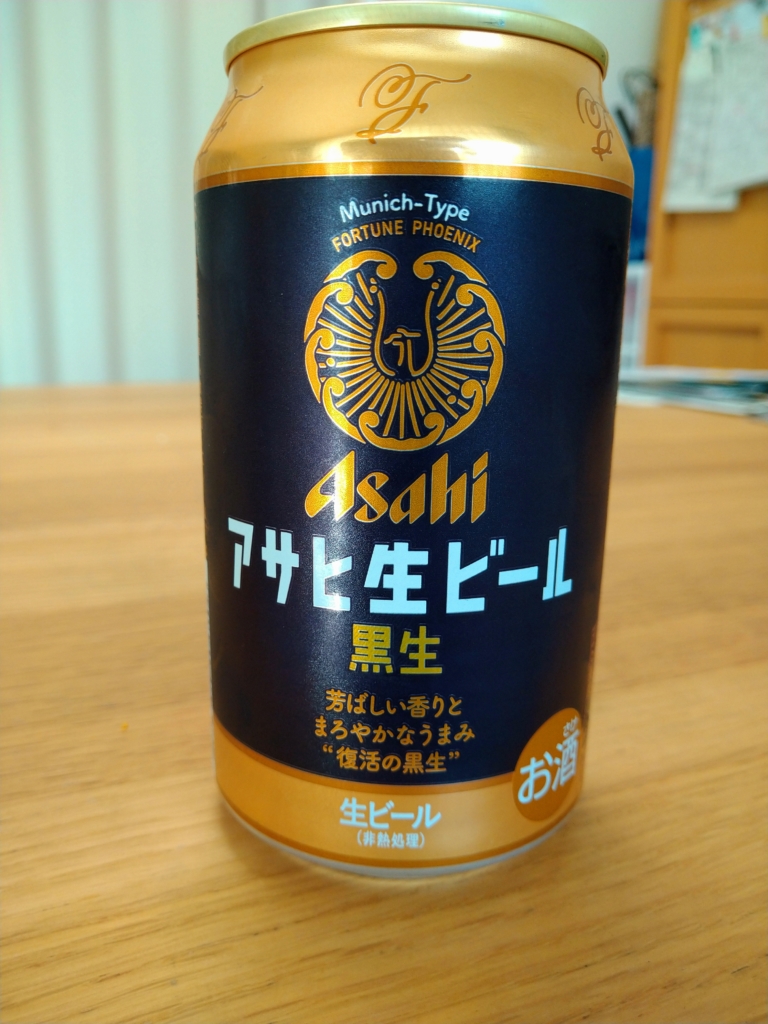 F
Munich-Type
FORTUNE PHOENIX
Asahi
アサヒ生ビール
黒生
芳ばしい香りと
まろやかなうまみ
“復活の黒生”
さけ
お酒
生ビール
(非熱処理)